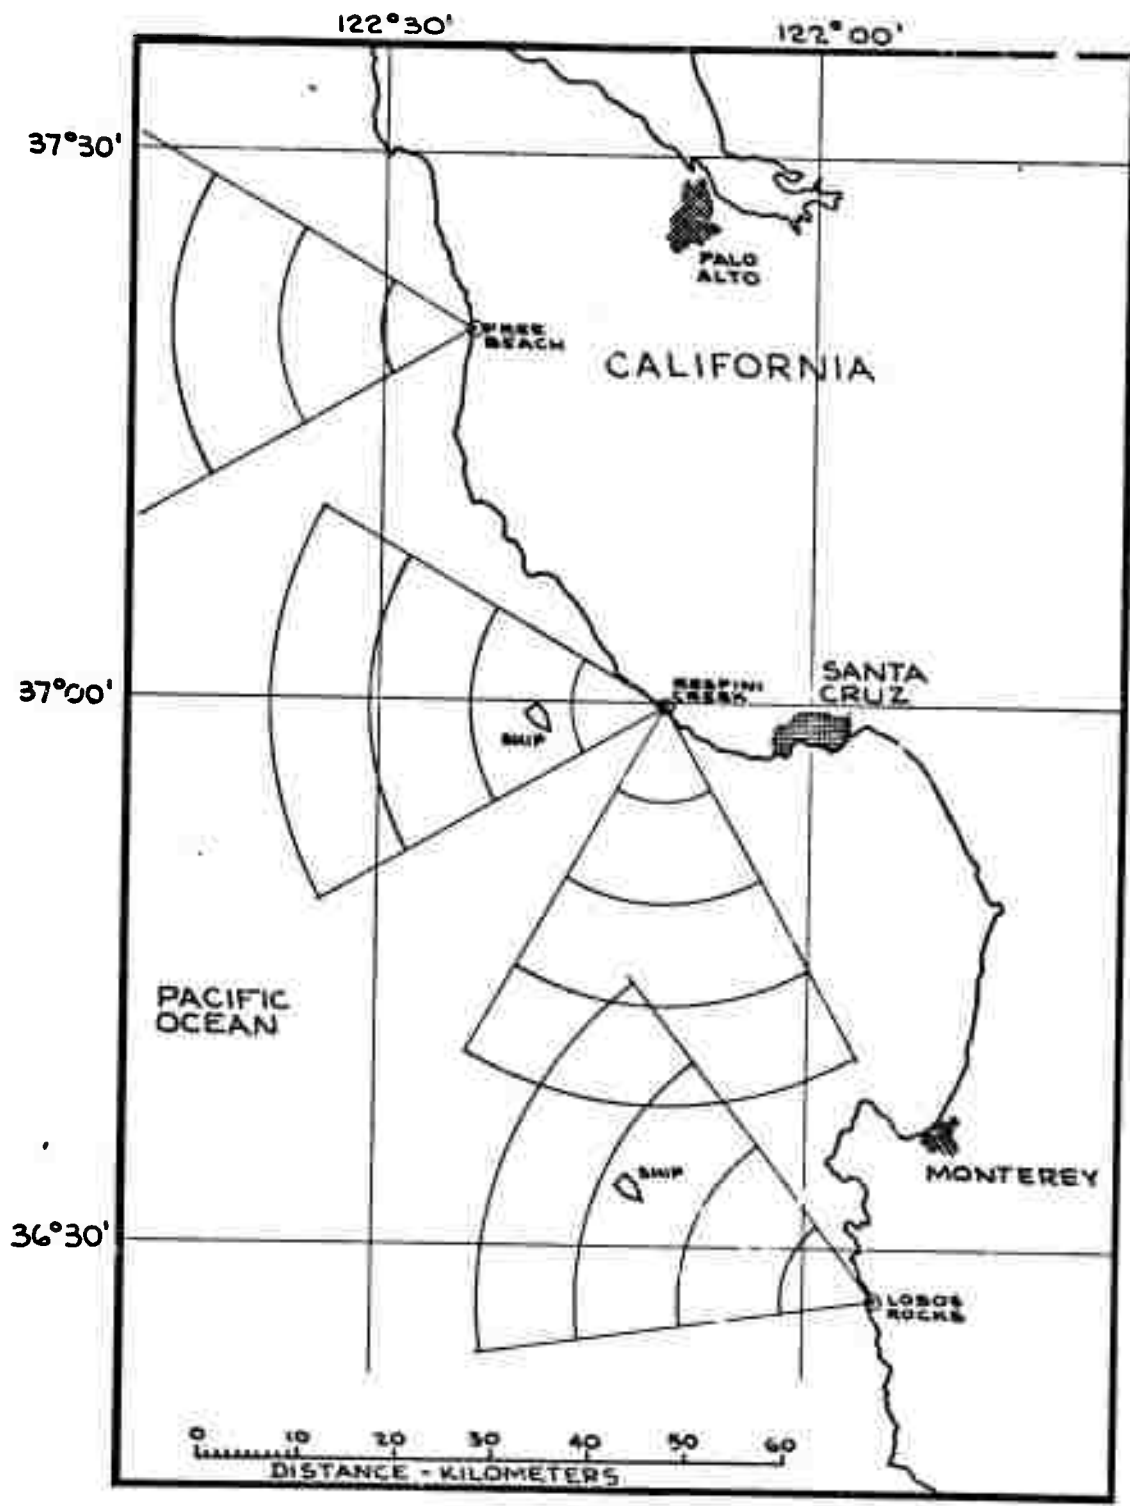 122°30'
122°00'
37°30'
PALO
ALTO
FREE
BEACH
CALIFORNIA
37°00'
SANTA
CRUZ
RESPINI
CREEK
SHIP
PACIFIC
OCEAN
SHIP
MONTEREY
36°30'
LOBOS
ROCKS
0 10 20 30 40 50 60
DISTANCE - KILOMETERS